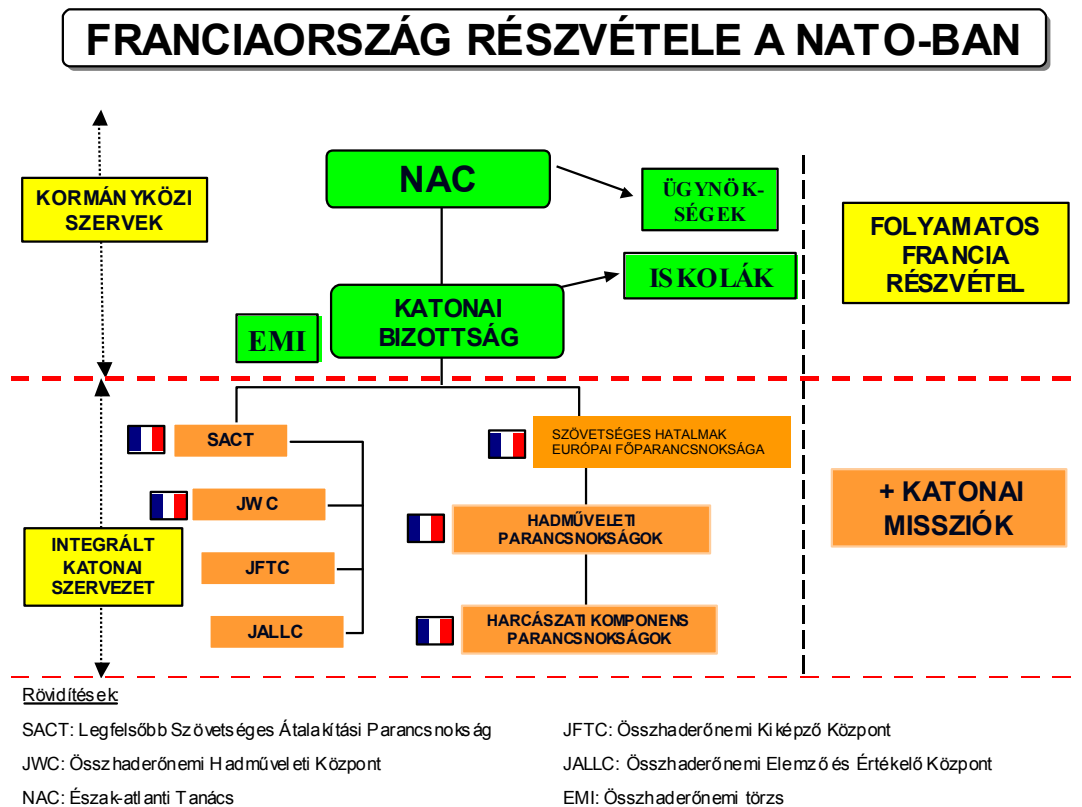 FRANCIAORSZÁG RÉSZVÉTELE A NATO-BAN
KORMÁNYKÖZI
SZERVEK
NAC
ÜGYNÖK-
SÉGEK
ISKOLÁK
KATONAI
BIZOTTSÁG
EMI
FOLYAMATOS
FRANCIA
RÉSZVÉTEL
SACT
SZÖVETSÉGES HATALMAK
EURÓPAI FŐPARANCSNOKSÁGA
JWC
HADMŰVELETI
PARANCSNOKSÁGOK
+ KATONAI
MISSZIÓK
INTEGRÁLT
KATONAI
SZERVEZET
JFTC
JALLC
HARCÁSZATI KOMPONENS
PARANCSNOKSÁGOK
Rövidítések:
SACT: Legfelsőbb Szövetséges Átalakítási Parancsnokság
JFTC: Összhaderőnemi Kiképző Központ
JWC: Összhaderőnemi Hadműveleti Központ
JALLC: Összhaderőnemi Elemző és Értékelő Központ
NAC: Észak-atlanti Tanács
EMI: Összhaderőnemi törzs